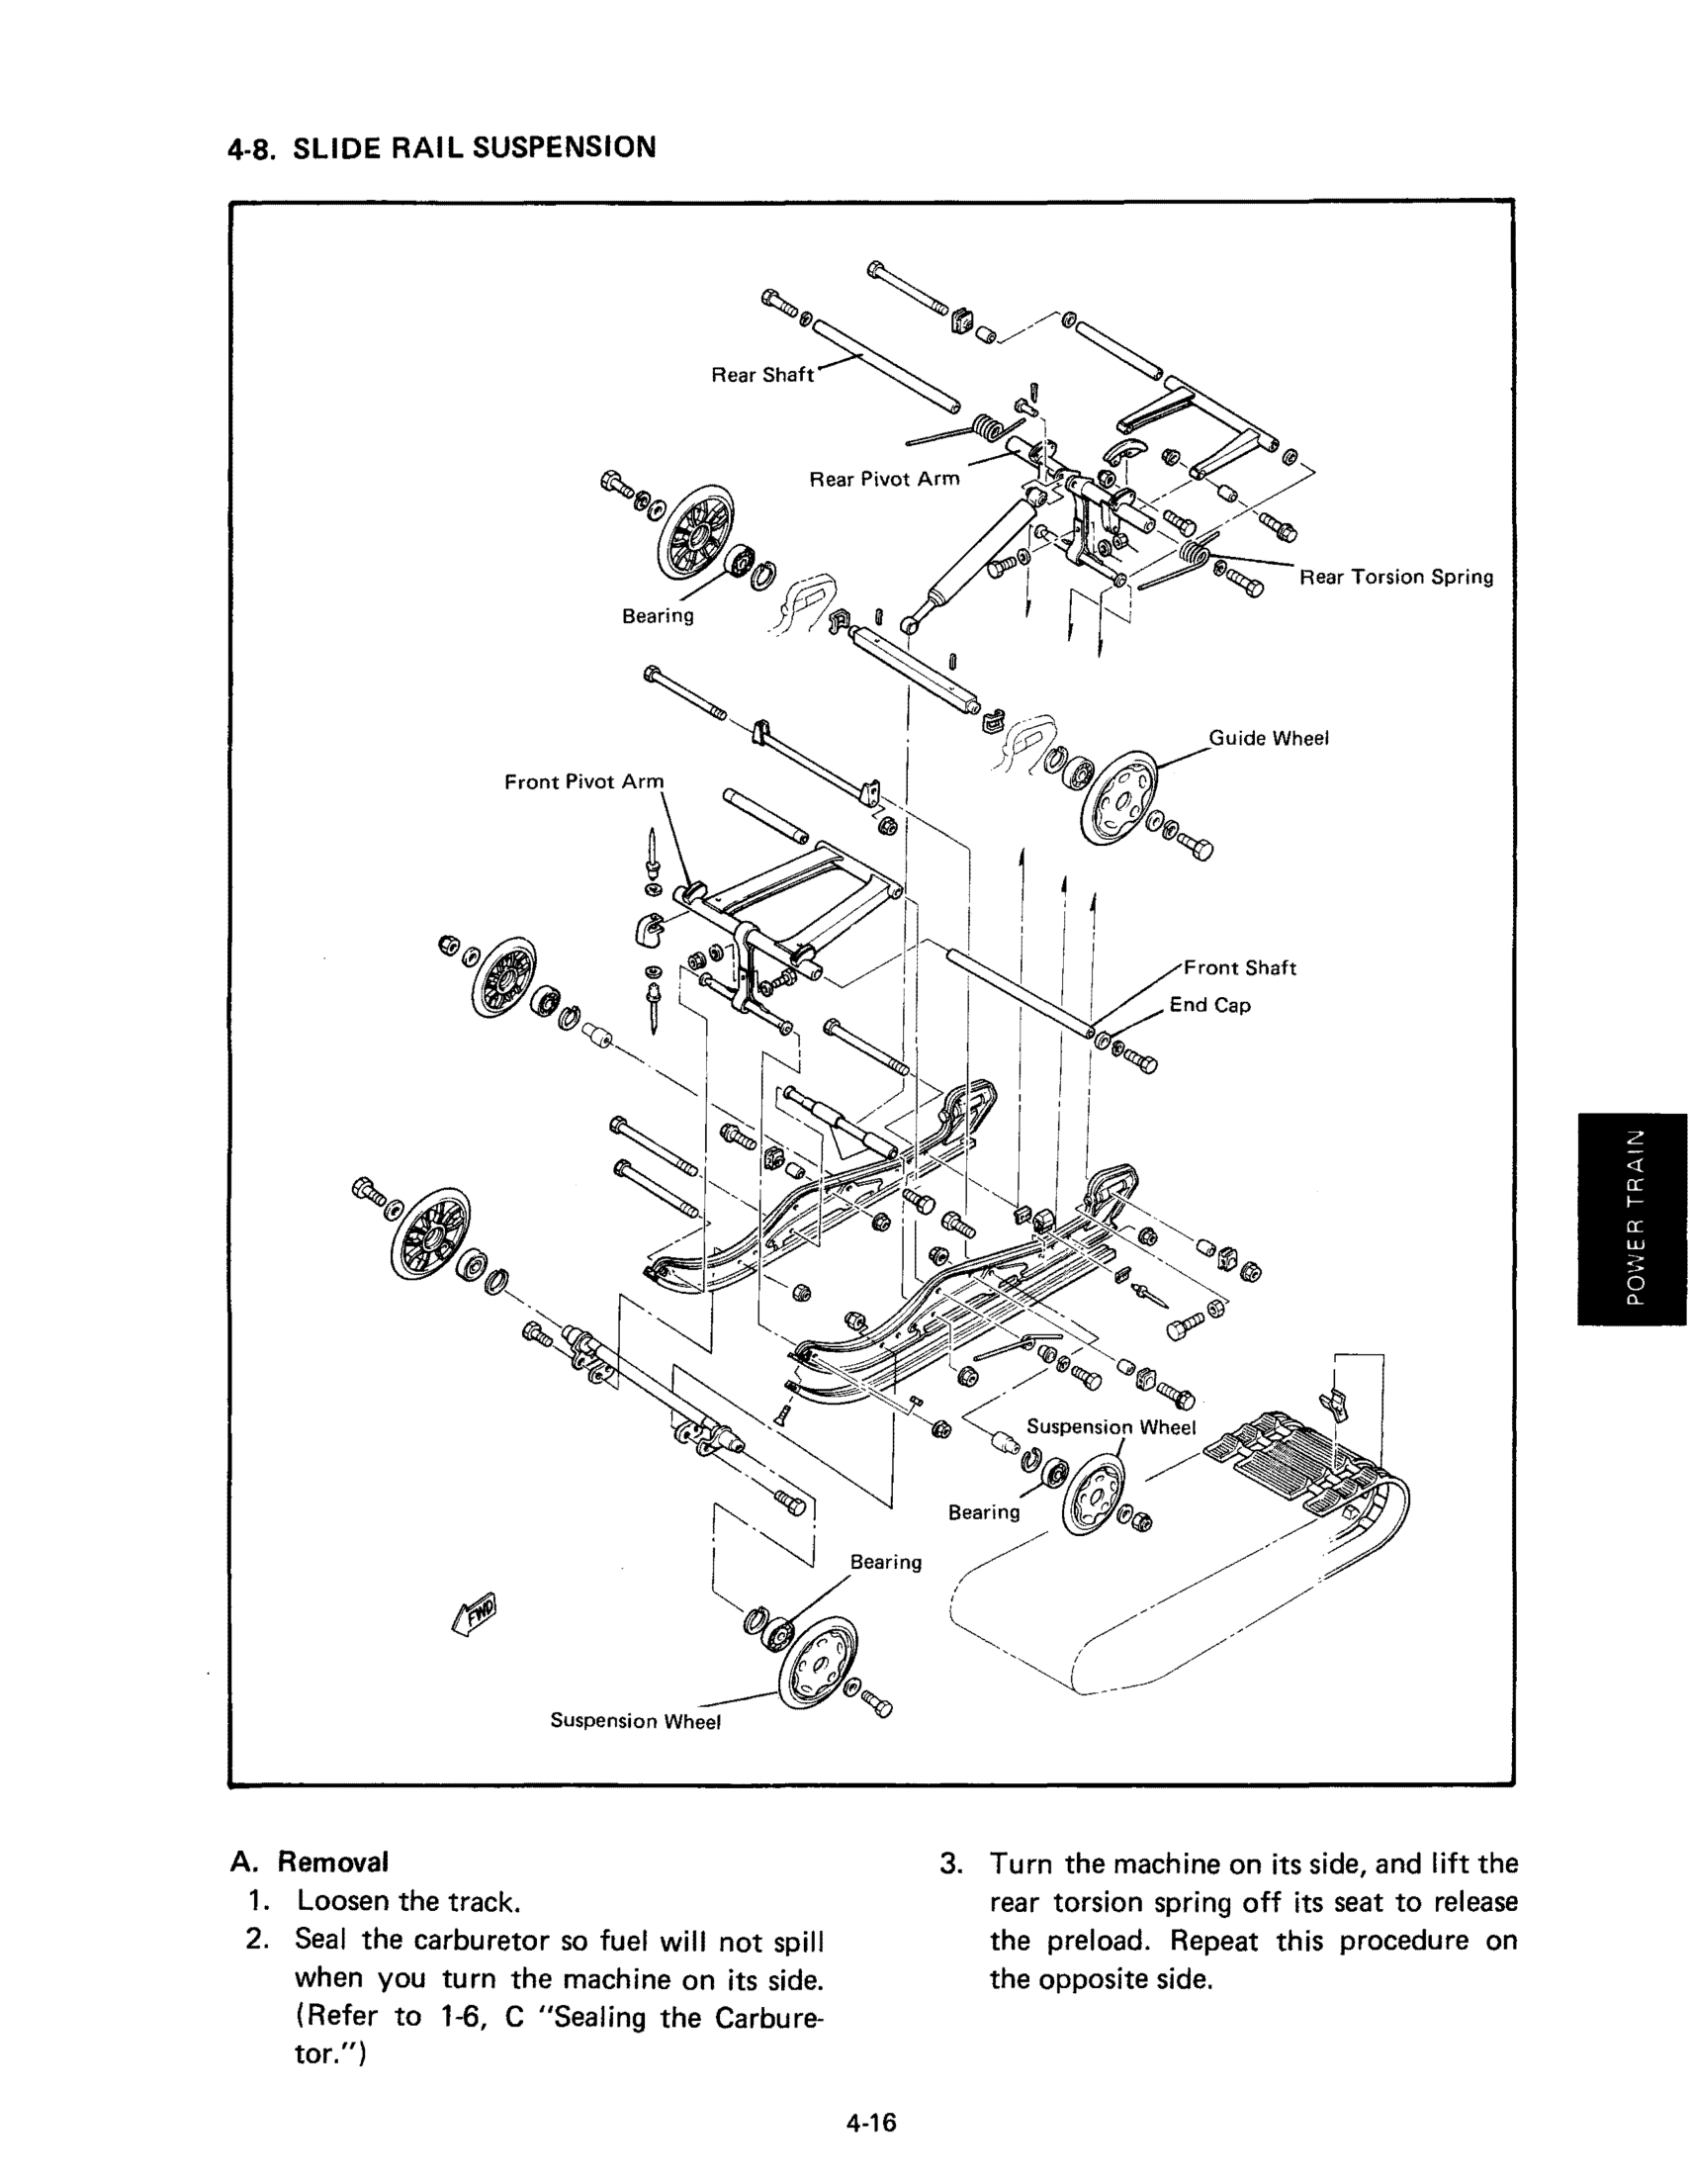 4-8. SLIDE RAIL SUSPENSION
Rear Shaft
Rear Pivot Arm
Rear Torsion Spring
Bearing
Guide Wheel
Front Pivot Arm
Front Shaft
End Cap
POWER TRAIN
Suspension Wheel
Bearing
Bearing
FWD
Suspension Wheel
A. Removal
1. Loosen the track.
2. Seal the carburetor so fuel will not spill
when you turn the machine on its side.
(Refer to 1-6, C "Sealing the Carbure-
tor.")
3. Turn the machine on its side, and lift the
rear torsion spring off its seat to release
the preload. Repeat this procedure on
the opposite side.
4-16